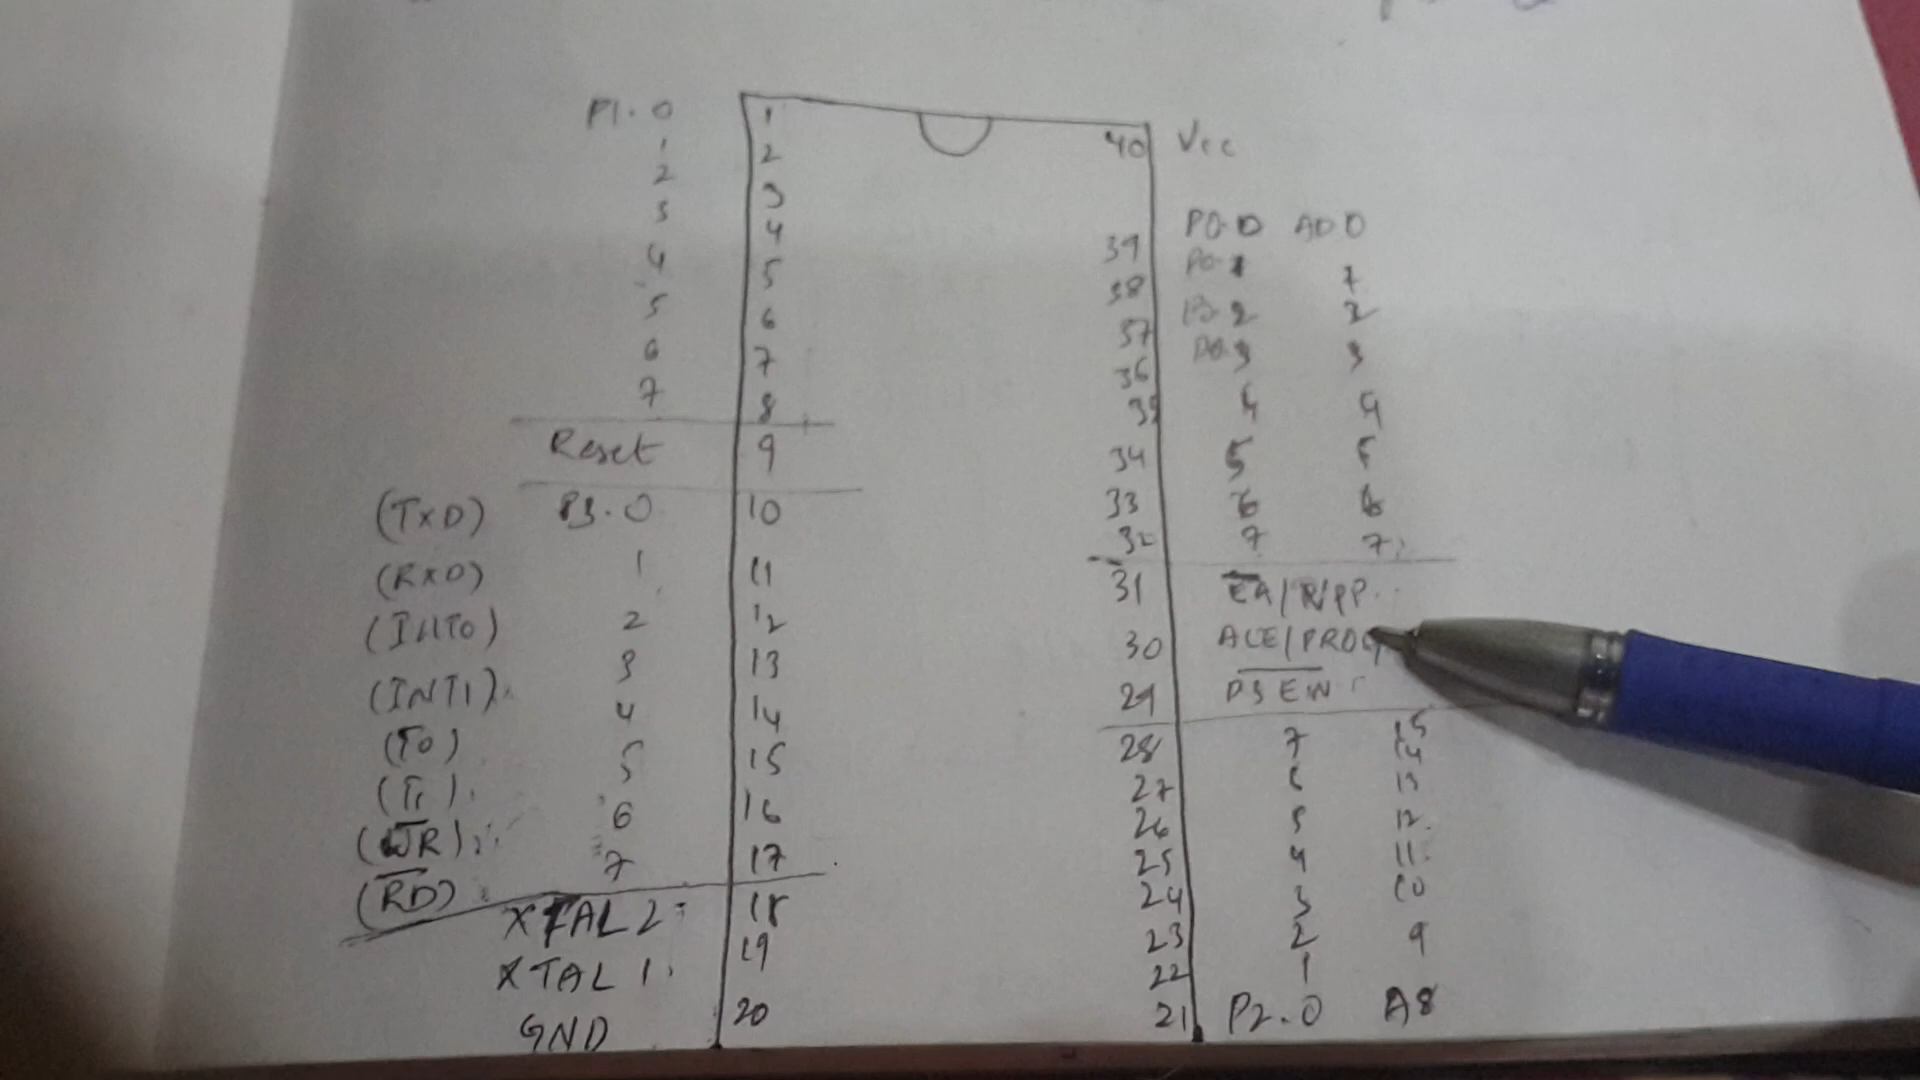 P1.0 1 40 Vcc
1 2
2 3
3 4 39 P0.0 AD0
4 5 38 P0.1 1
5 6 37 P0.2 2
6 7 36 P0.3 3
7 8 35 4 4
Reset 9 34 5 5
(TxD) P3.0 10 33 6 6
32 7 7
(RxD) 1 11 31 EA/VPP
(INT0) 2 12 30 ALE/PROG
(INT1) 3 13 29 PSEN
(T0) 4 14 28 7 15
(T1) 5 15 27 6 14
(WR) 6 16 26 5 13
(RD) 7 17 25 4 12
XTAL 2 18 24 3 11
XTAL 1 19 23 2 10
22 1 9
GND 20 21 P2.0 A8